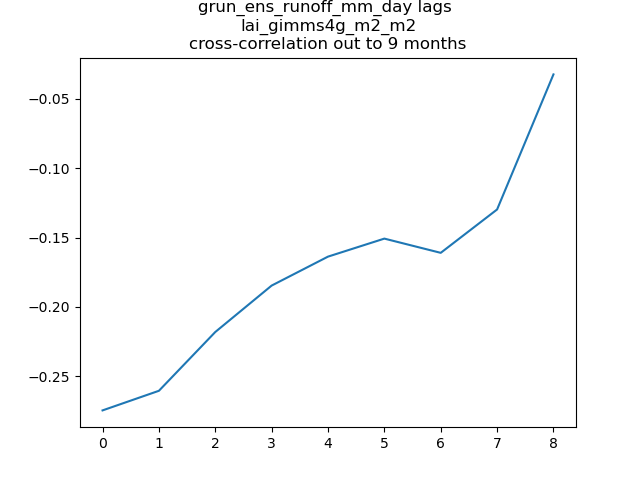 grun_ens_runoff_mm_day lags
lai_gimms4g_m2_m2
cross-correlation out to 9 months
−0.05
−0.10
−0.15
−0.20
−0.25
0 1 2 3 4 5 6 7 8